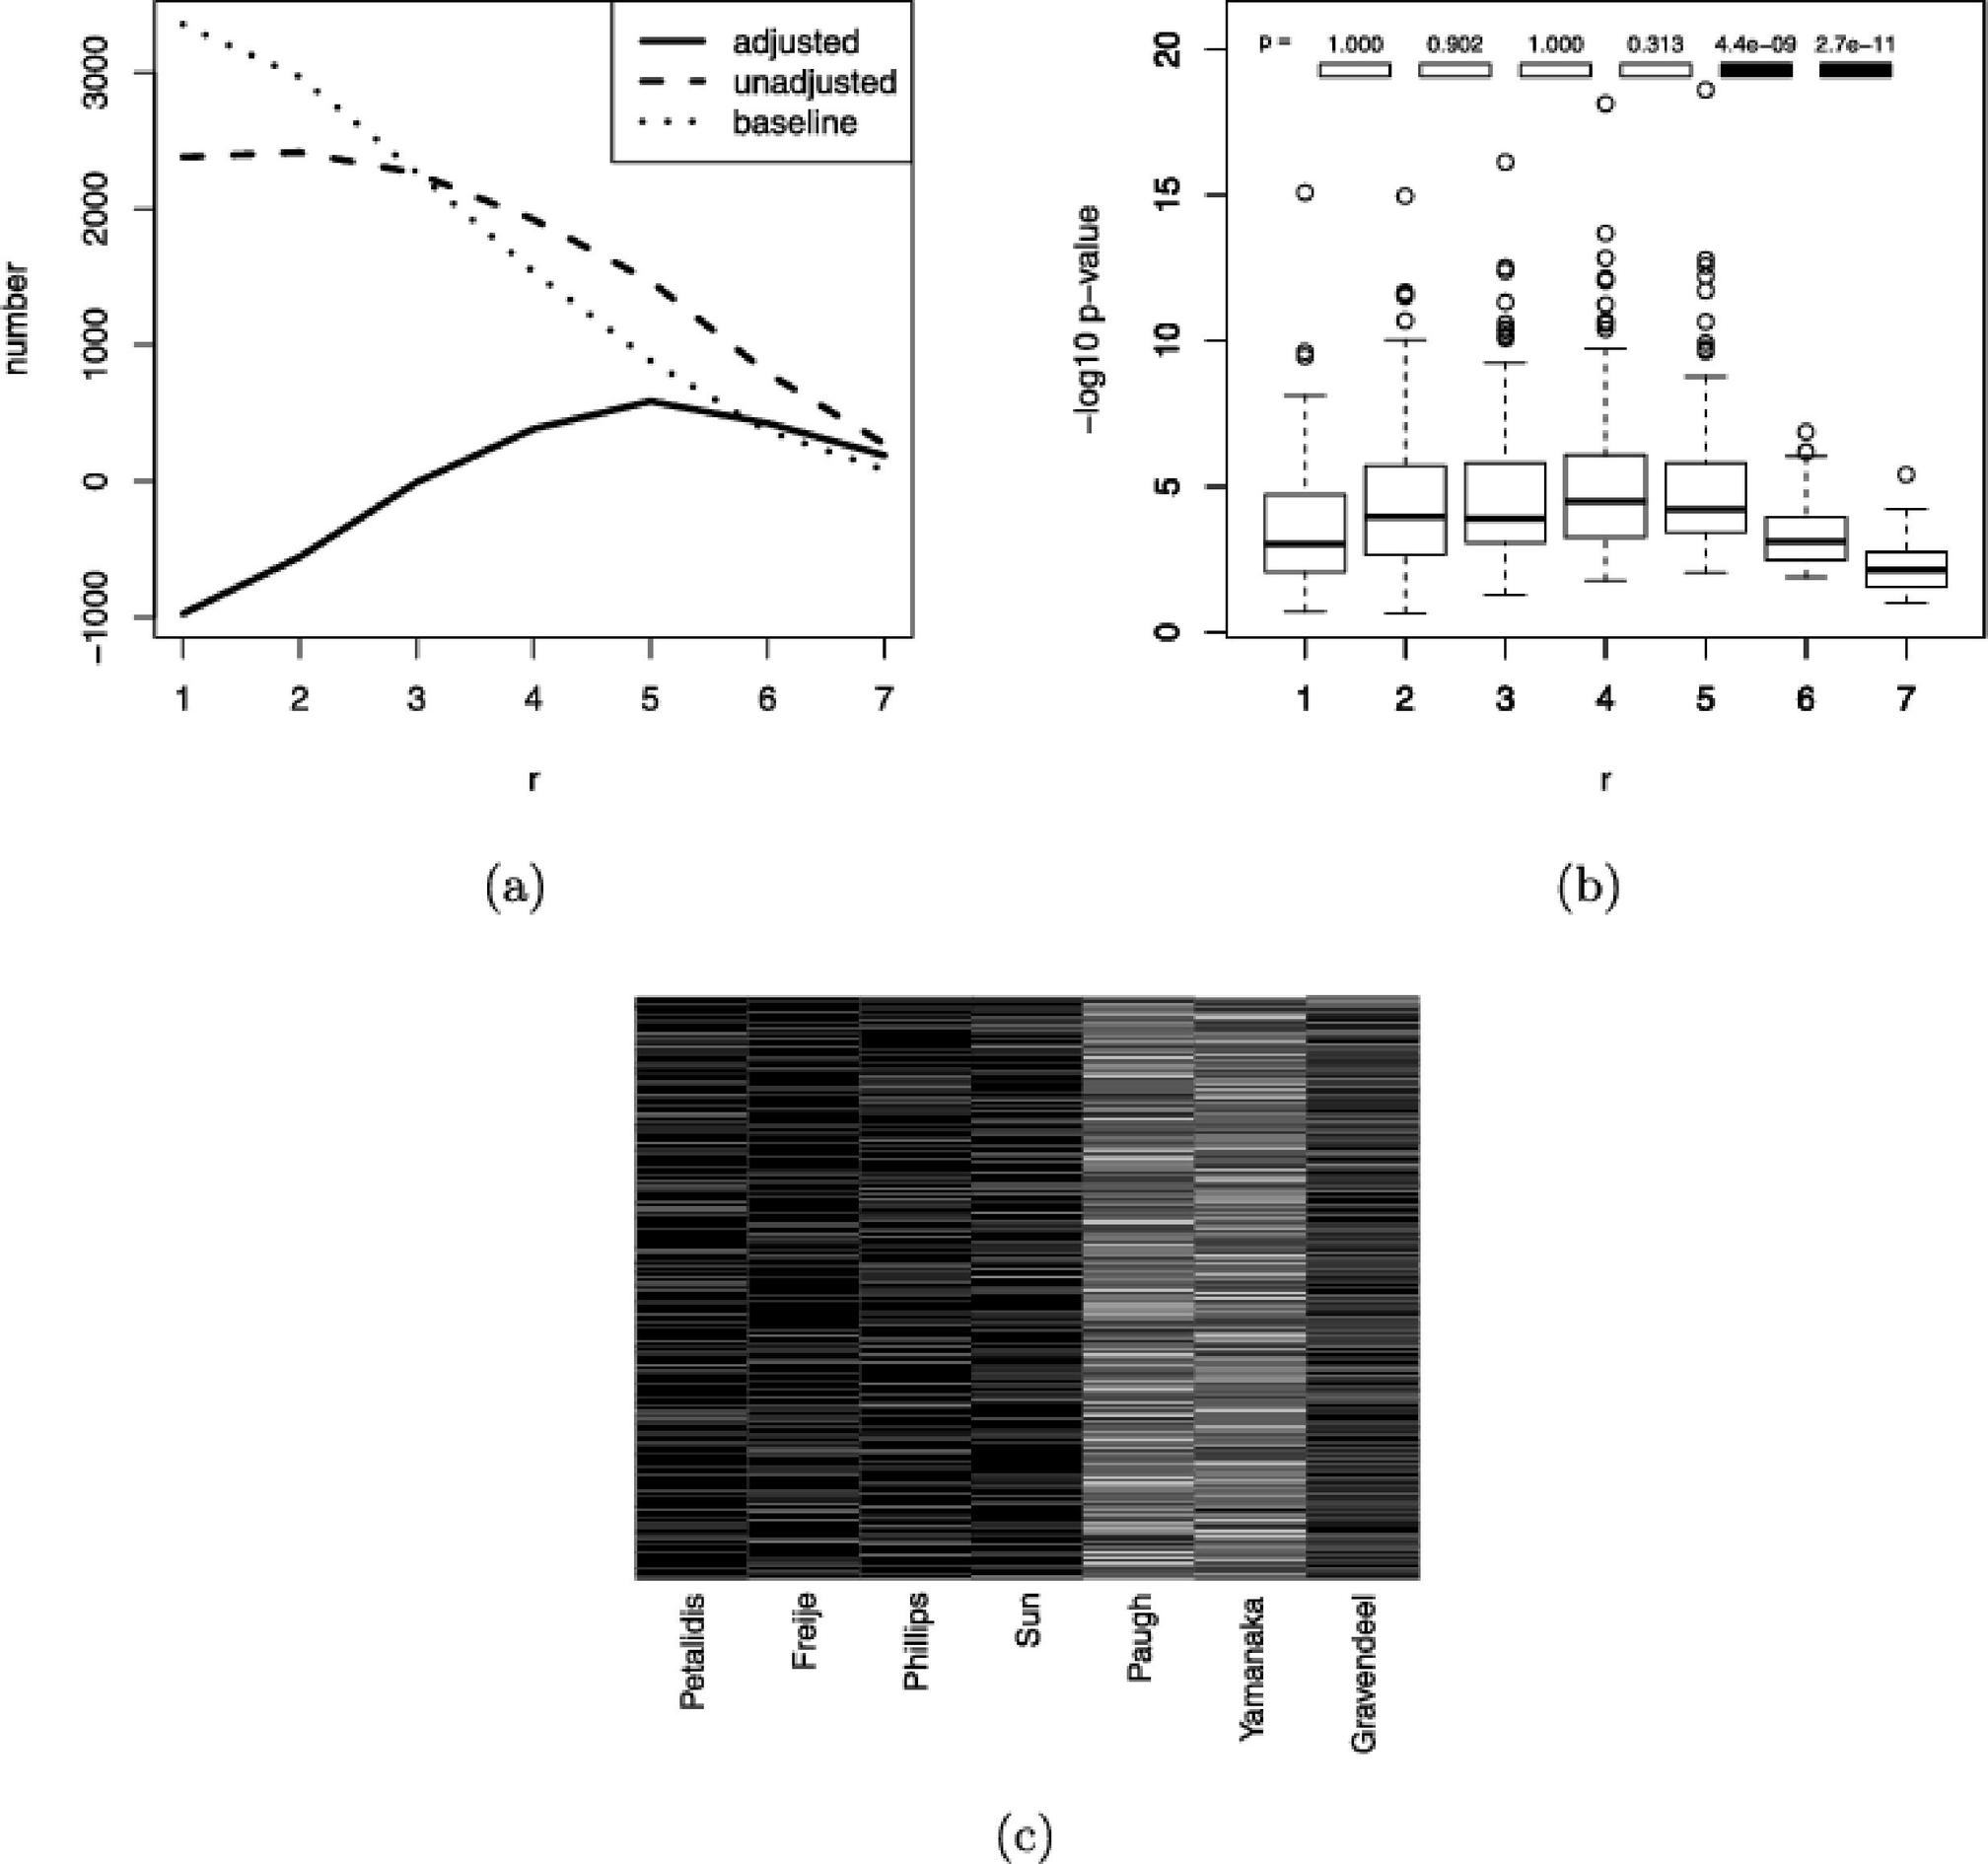 adjusted
unadjusted
baseline
number
3000
2000
1000
0
−1000
1 2 3 4 5 6 7
r
(a)
p = 1.000 0.902 1.000 0.313 4.4e−09 2.7e−11
−log10 p−value
20
15
10
5
0
1 2 3 4 5 6 7
r
(b)
Petalidis
Freije
Phillips
Sun
Paugh
Yamanaka
Gravendeel
(c)